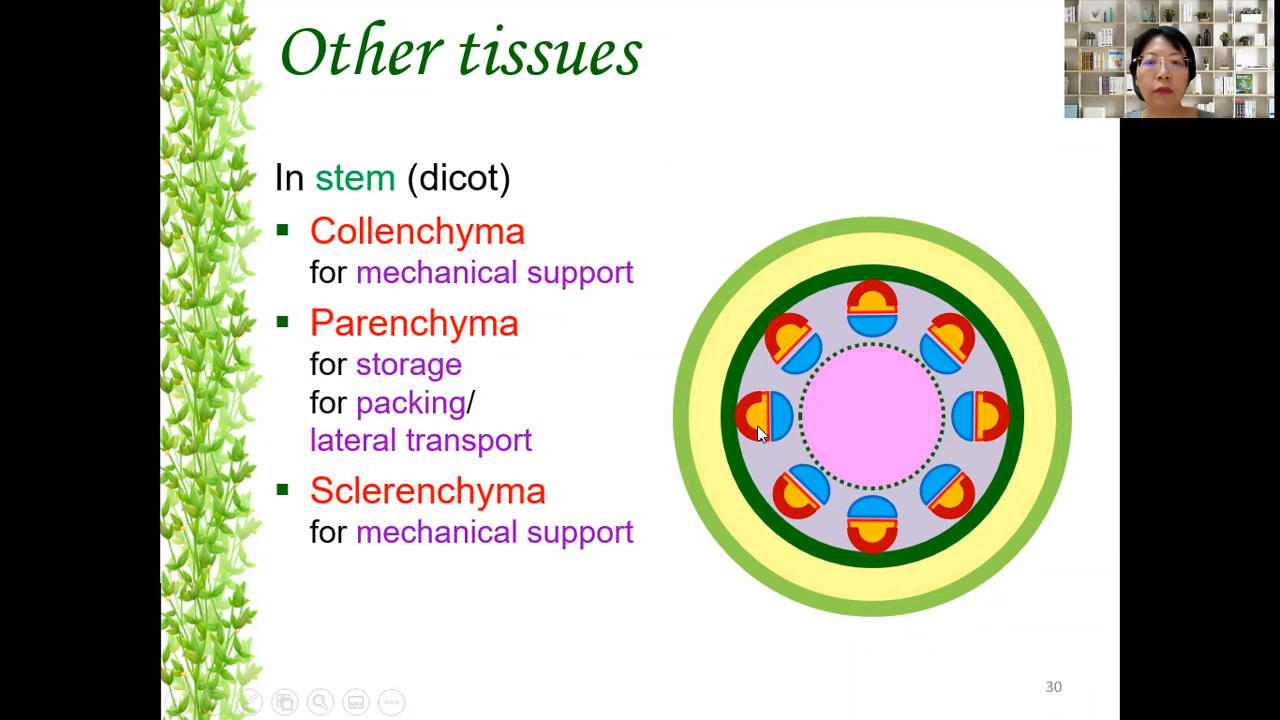 Other tissues
In stem (dicot)
▪ Collenchyma
for mechanical support
▪ Parenchyma
for storage
for packing/
lateral transport
▪ Sclerenchyma
for mechanical support
30